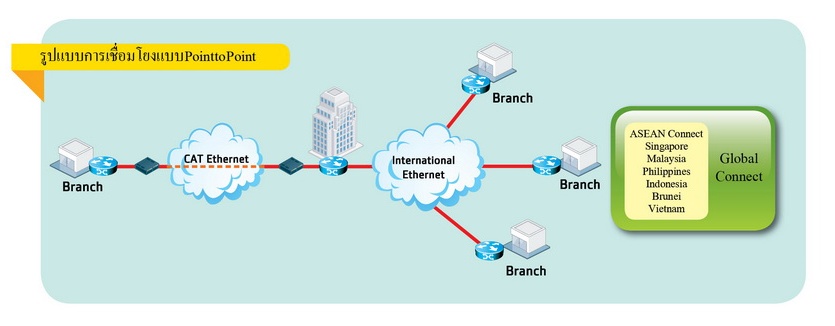 รูปแบบการเชื่อมโยงแบบPointtoPoint
Branch
CAT Ethernet
International
Ethernet
Branch
Branch
Branch
ASEAN Connect
Singapore
Malaysia
Philippines
Indonesia
Brunei
Vietnam
Global
Connect